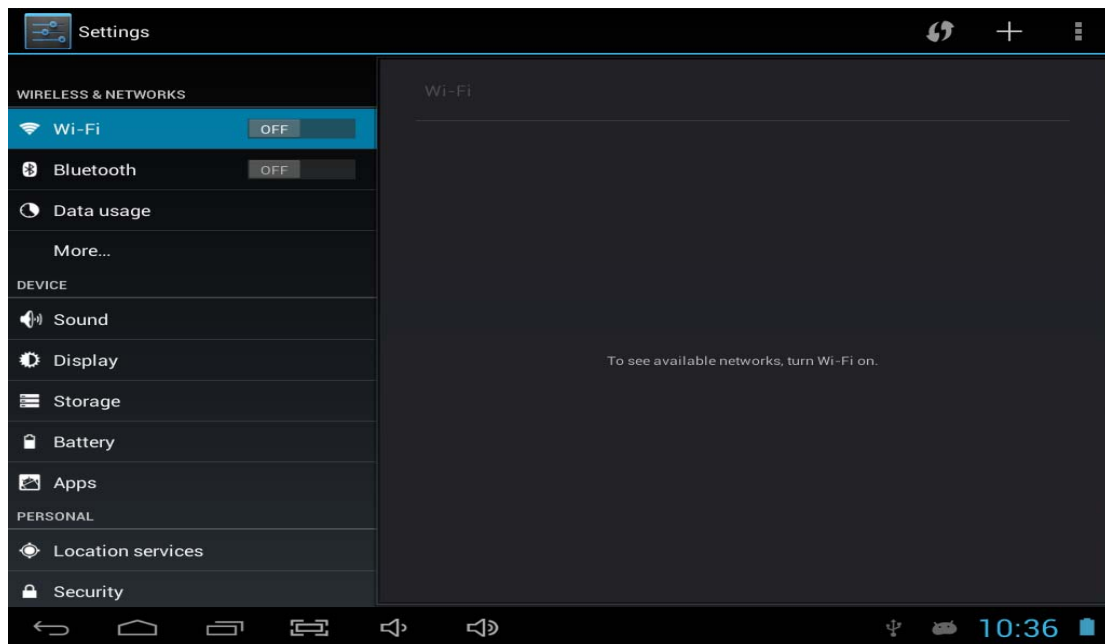 Settings
WIRELESS & NETWORKS
Wi-Fi OFF
Bluetooth OFF
Data usage
More...
DEVICE
Sound
Display
Storage
Battery
Apps
PERSONAL
Location services
Security
Wi-Fi
To see available networks, turn Wi-Fi on.
10:36